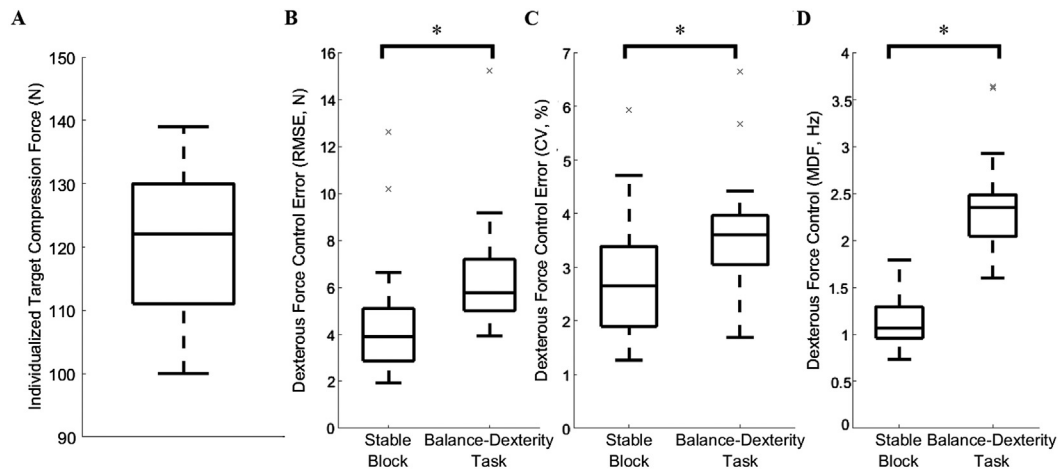 A
Individualized Target Compression Force (N)
150
140
130
120
110
100
90
B
*
Dexterous Force Control Error (RMSE, N)
16
14
12
10
8
6
4
2
0
Stable Block
Balance-Dexterity Task
C
*
Dexterous Force Control Error (CV, %)
7
6
5
4
3
2
1
0
Stable Block
Balance-Dexterity Task
D
*
Dexterous Force Control (MDF, Hz)
4
3.5
3
2.5
2
1.5
1
0.5
0
Stable Block
Balance-Dexterity Task